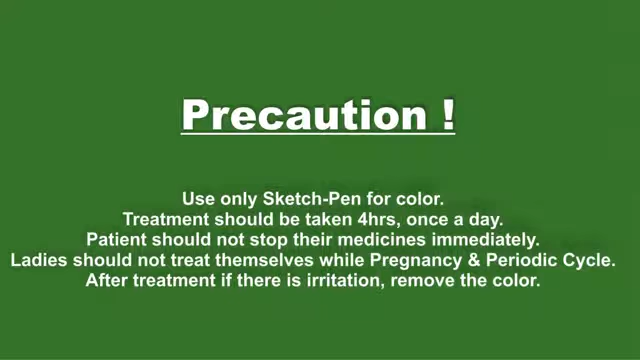 Precaution !
Use only Sketch-Pen for color.
Treatment should be taken 4hrs, once a day.
Patient should not stop their medicines immediately.
Ladies should not treat themselves while Pregnancy & Periodic Cycle.
After treatment if there is irritation, remove the color.